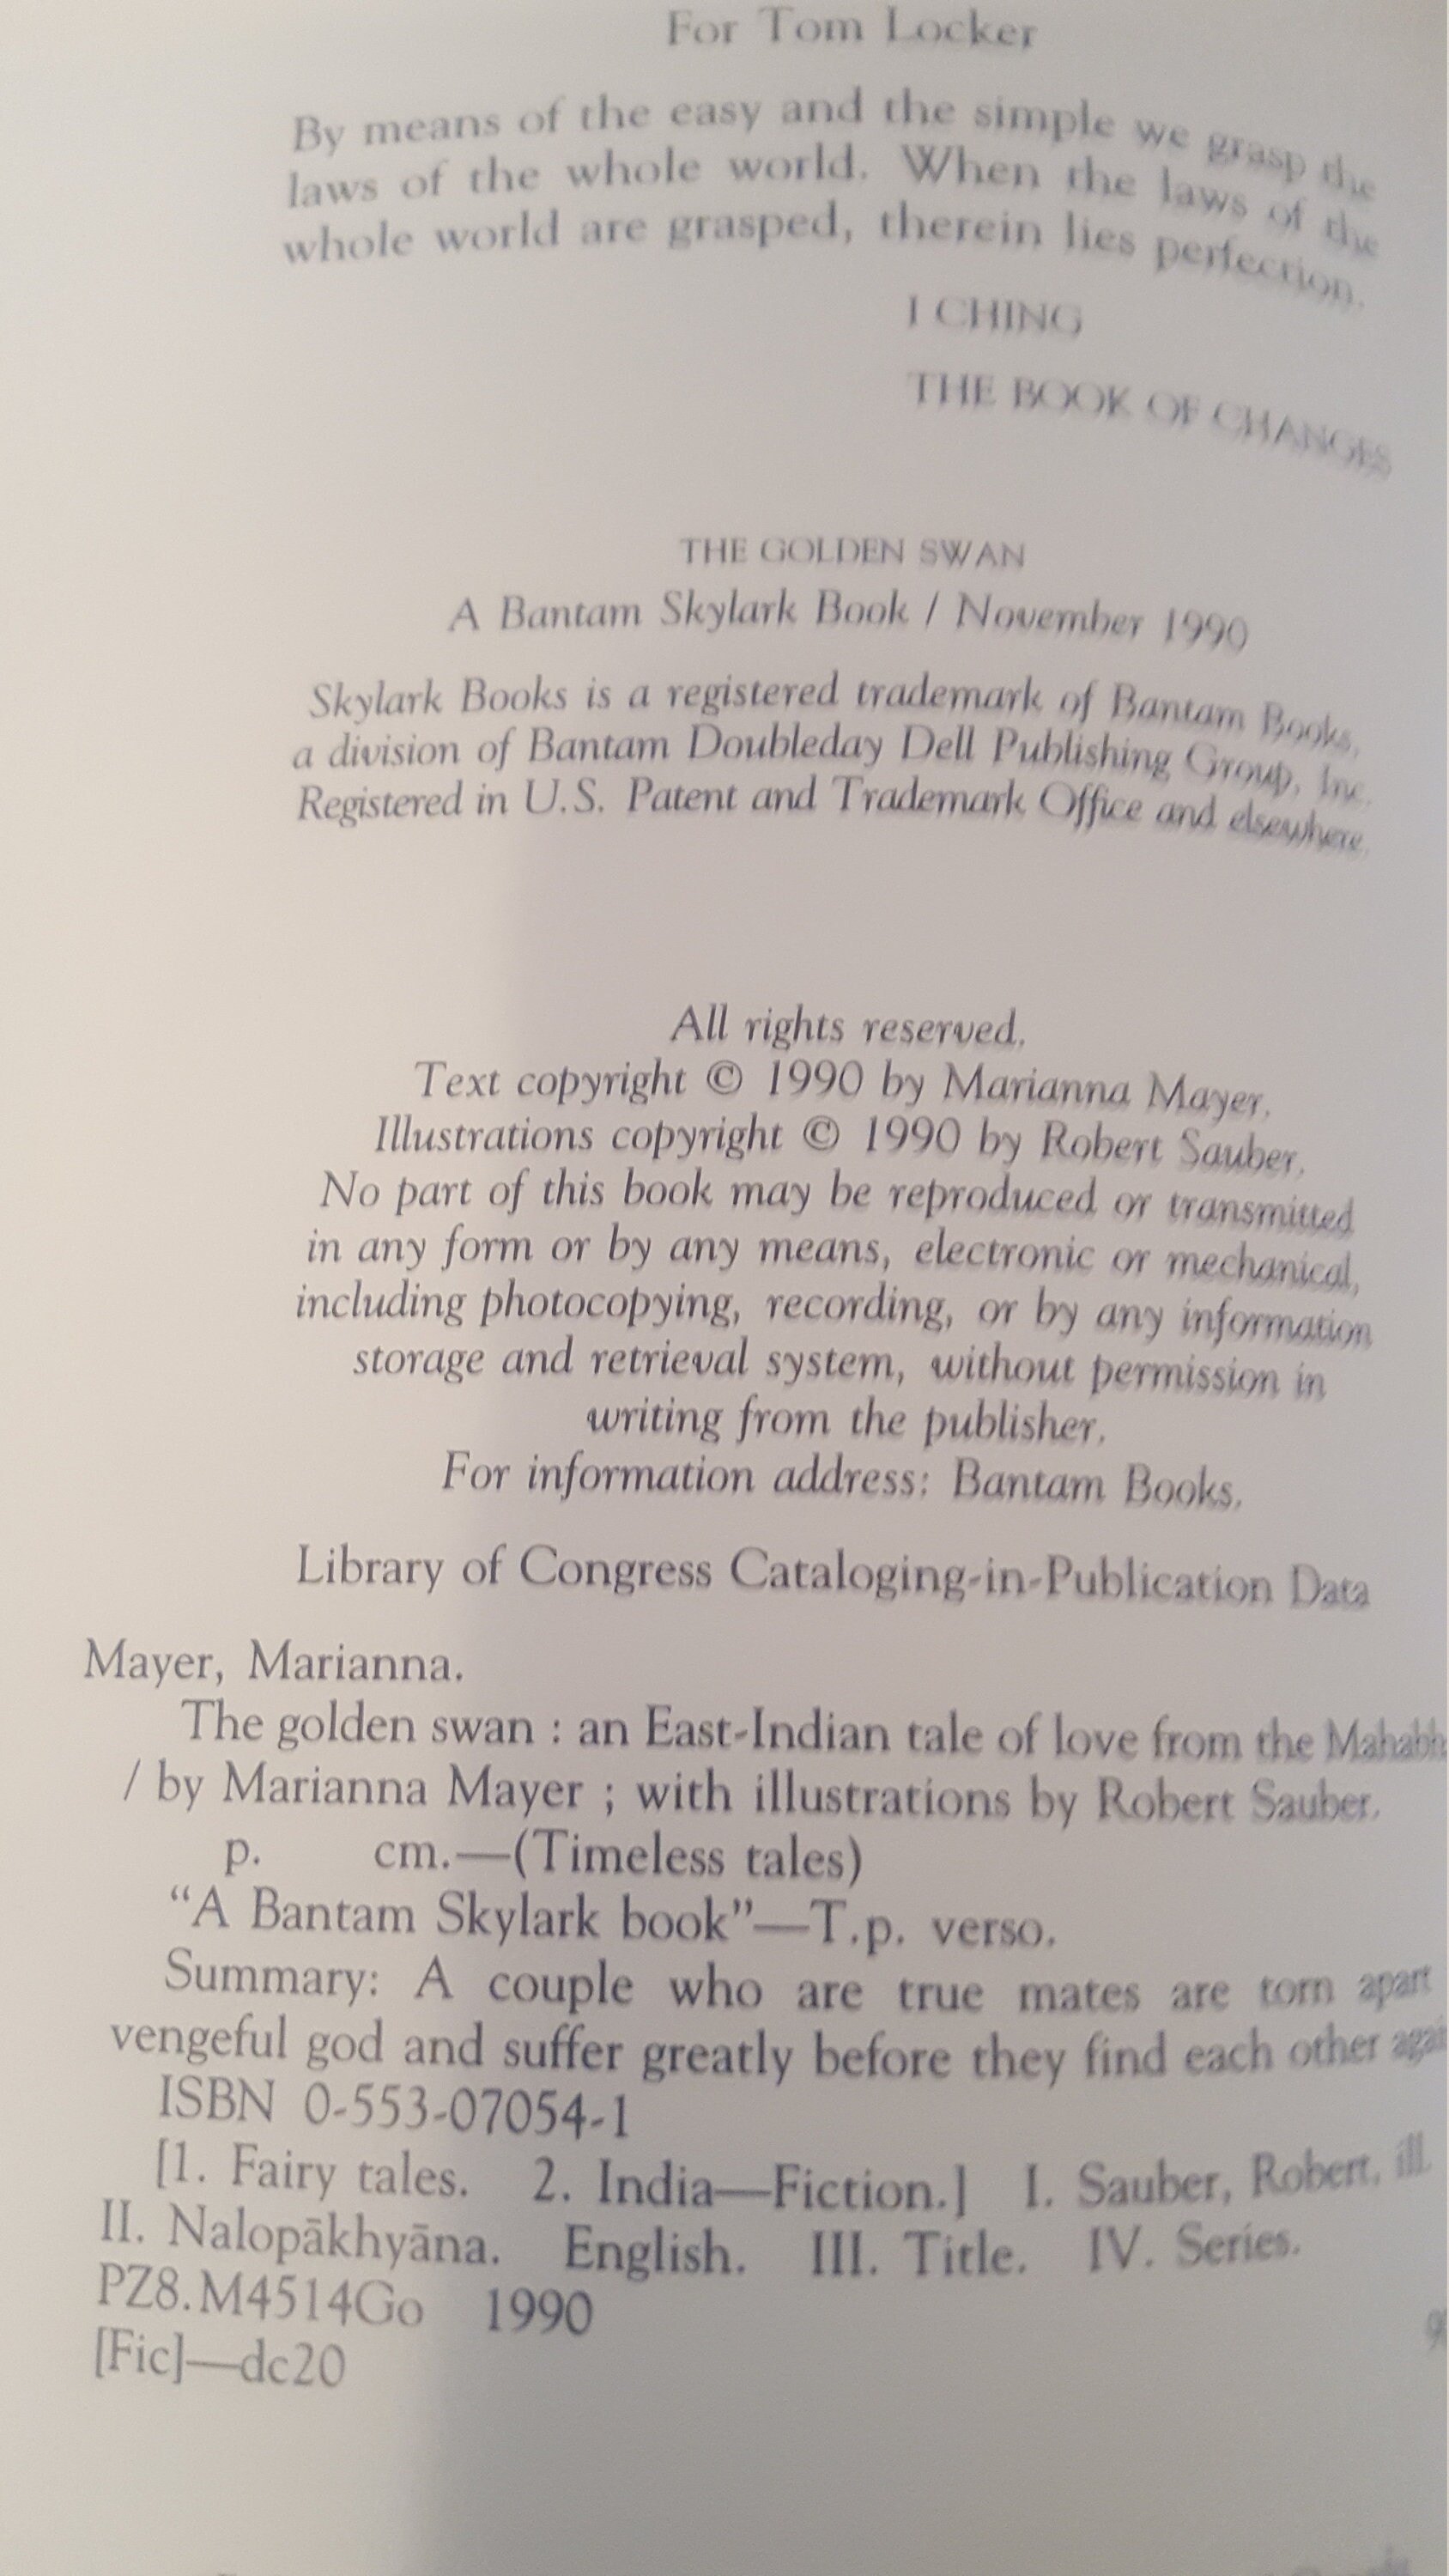 For Tom Locker
By means of the easy and the simple we grasp the
laws of the whole world. When the laws of the
whole world are grasped, therein lies perfection.
I CHING
THE BOOK OF CHANGES
THE GOLDEN SWAN
A Bantam Skylark Book / November 1990
Skylark Books is a registered trademark of Bantam Books,
a division of Bantam Doubleday Dell Publishing Group, Inc.
Registered in U.S. Patent and Trademark Office and elsewhere.
All rights reserved.
Text copyright © 1990 by Marianna Mayer.
Illustrations copyright © 1990 by Robert Sauber.
No part of this book may be reproduced or transmitted
in any form or by any means, electronic or mechanical,
including photocopying, recording, or by any information
storage and retrieval system, without permission in
writing from the publisher.
For information address: Bantam Books.
Library of Congress Cataloging-in-Publication Data
Mayer, Marianna.
The golden swan : an East-Indian tale of love from the Mahabh
/ by Marianna Mayer ; with illustrations by Robert Sauber.
p. cm.—(Timeless tales)
“A Bantam Skylark book”—T.p. verso.
Summary: A couple who are true mates are torn apart
vengeful god and suffer greatly before they find each other agai
ISBN 0-553-07054-1
[1. Fairy tales. 2. India—Fiction.] I. Sauber, Robert, ill.
II. Nalopākhyāna. English. III. Title. IV. Series.
PZ8.M4514Go 1990
[Fic]—dc20